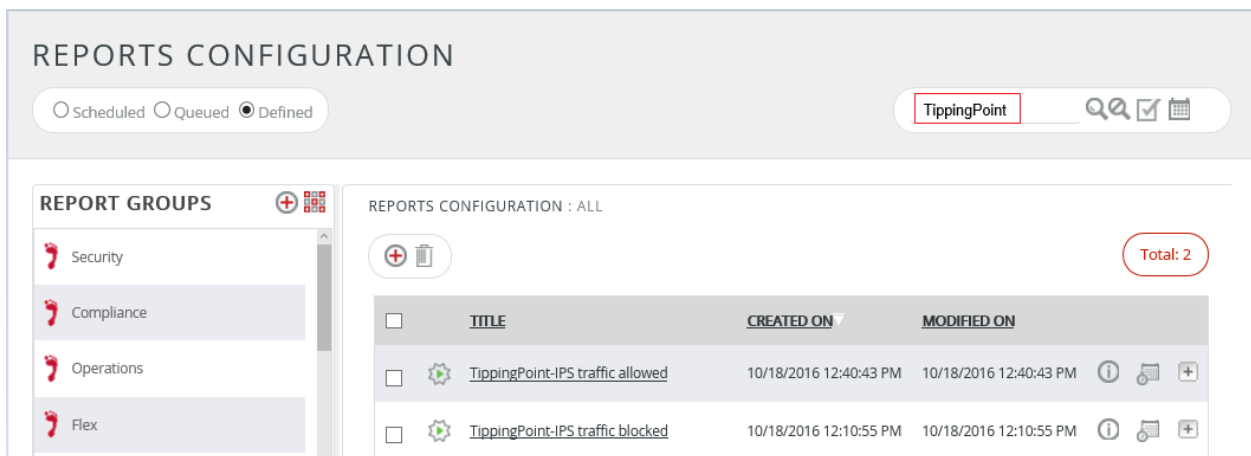 REPORTS CONFIGURATION
Scheduled Queued Defined
TippingPoint
REPORT GROUPS
Security
Compliance
Operations
Flex
REPORTS CONFIGURATION : ALL
Total: 2
TITLE CREATED ON MODIFIED ON
TippingPoint-IPS traffic allowed 10/18/2016 12:40:43 PM 10/18/2016 12:40:43 PM
TippingPoint-IPS traffic blocked 10/18/2016 12:10:55 PM 10/18/2016 12:10:55 PM